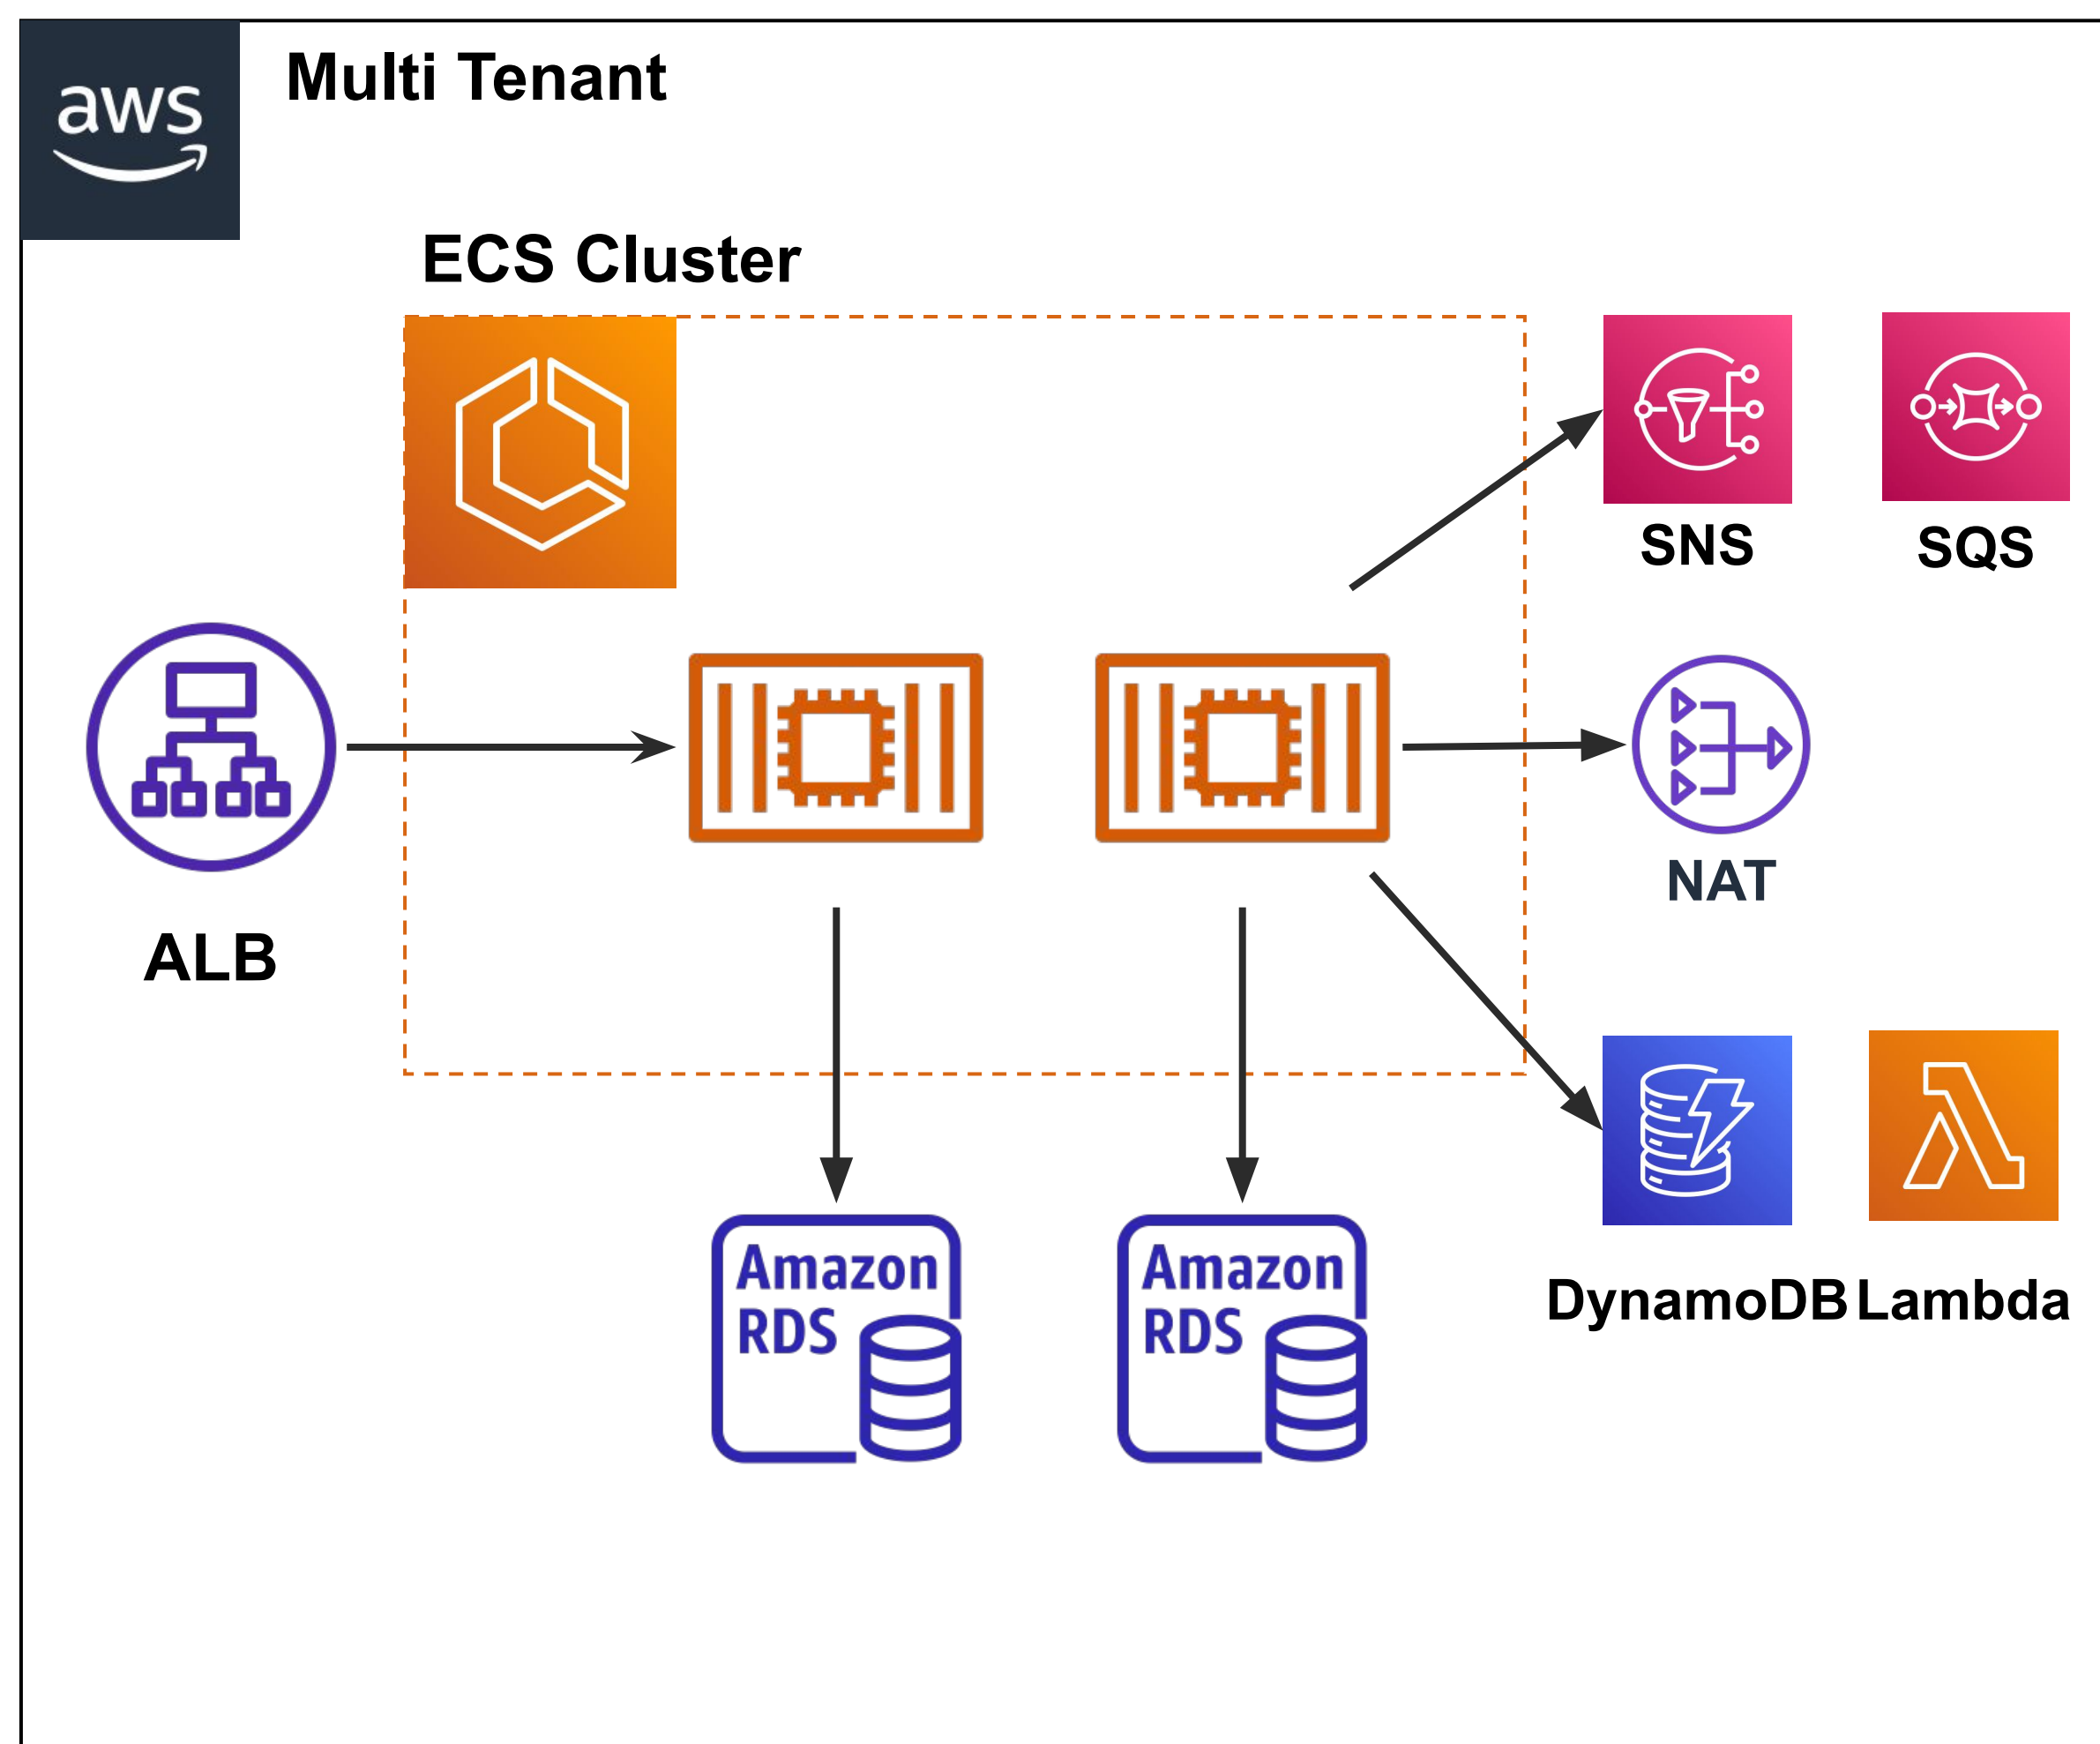 aws
Multi Tenant
ECS Cluster
SNS
SQS
NAT
ALB
Amazon
RDS
Amazon
RDS
DynamoDB
Lambda